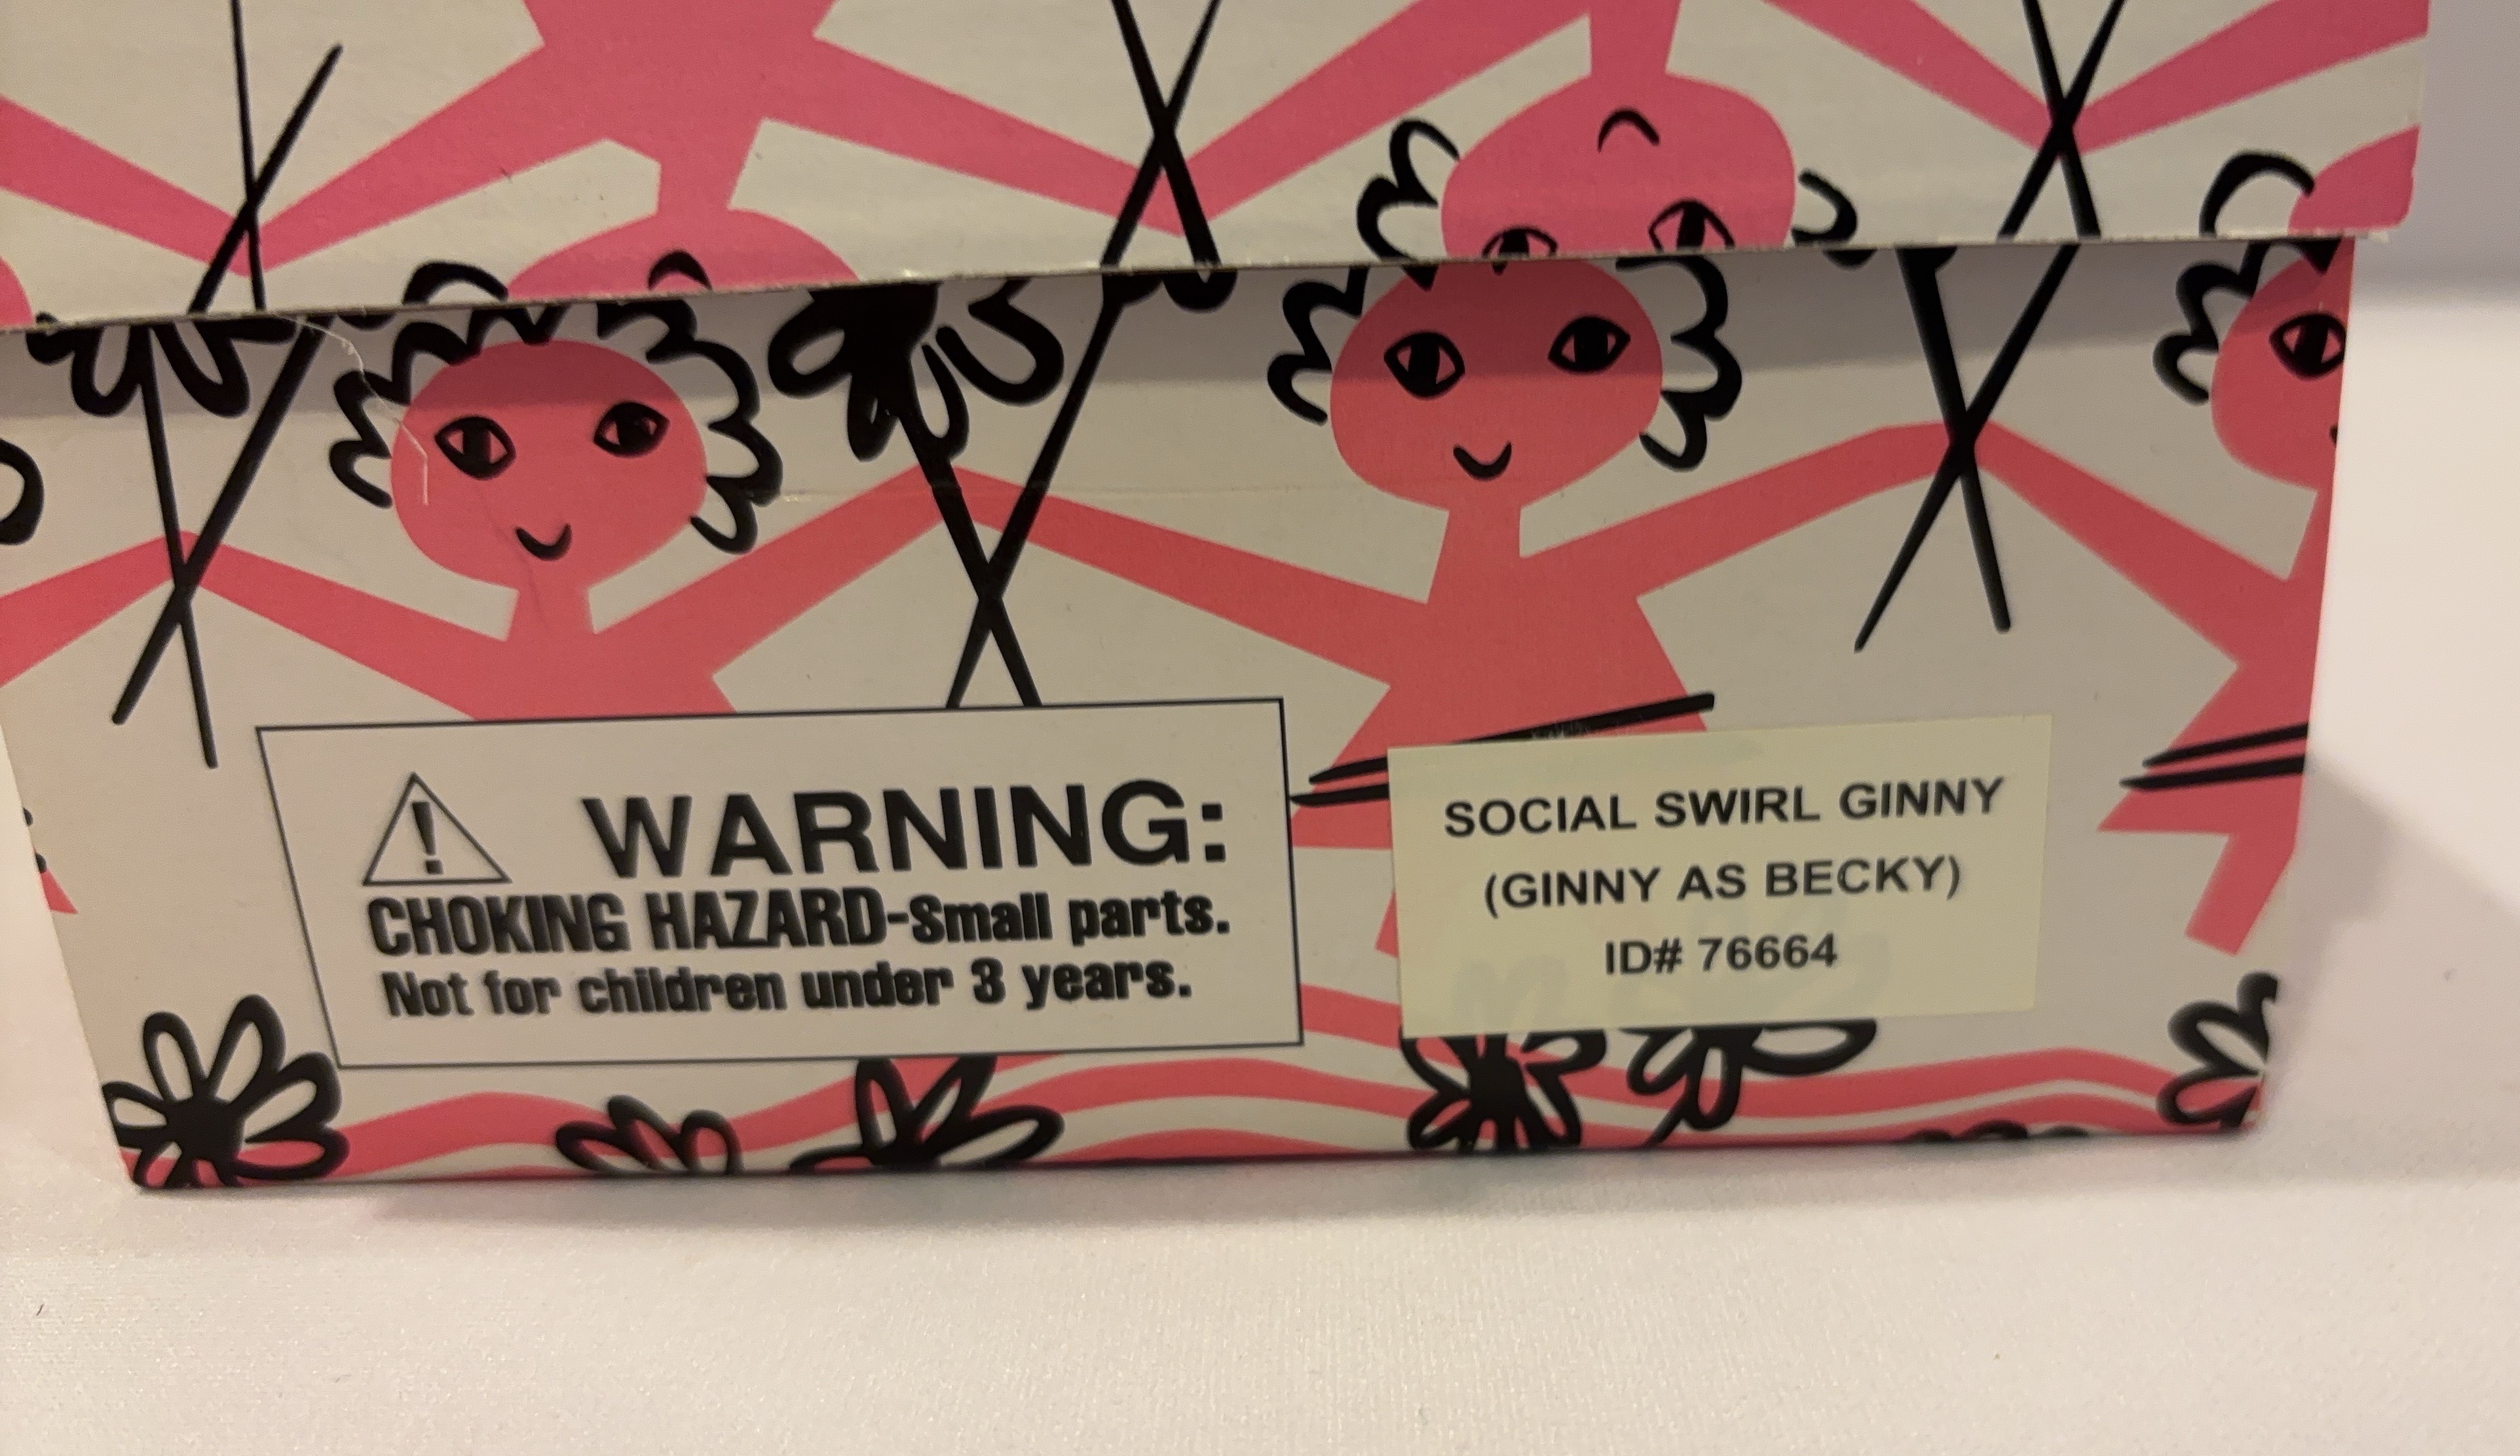 ! WARNING:
CHOKING HAZARD-Small parts.
Not for children under 3 years.
SOCIAL SWIRL GINNY
(GINNY AS BECKY)
ID# 76664